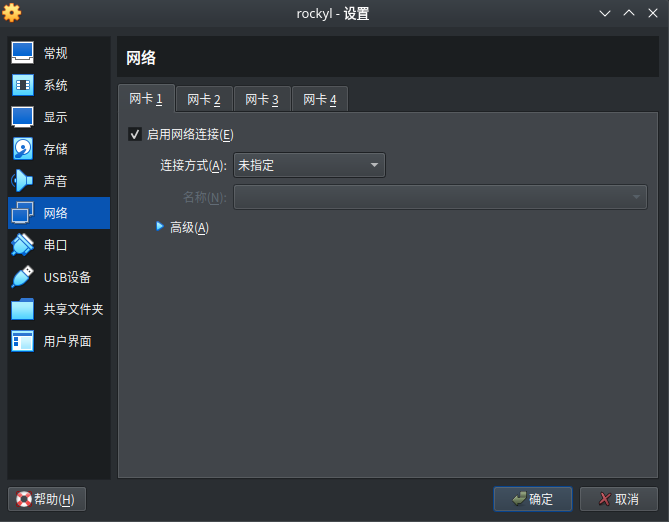 rockyl - 设置
常规
系统
显示
存储
声音
网络
串口
USB设备
共享文件夹
用户界面
网络
网卡 1 网卡 2 网卡 3 网卡 4
启用网络连接(E)
连接方式(A): 未指定
名称(N):
高级(A)
帮助(H) 确定 取消